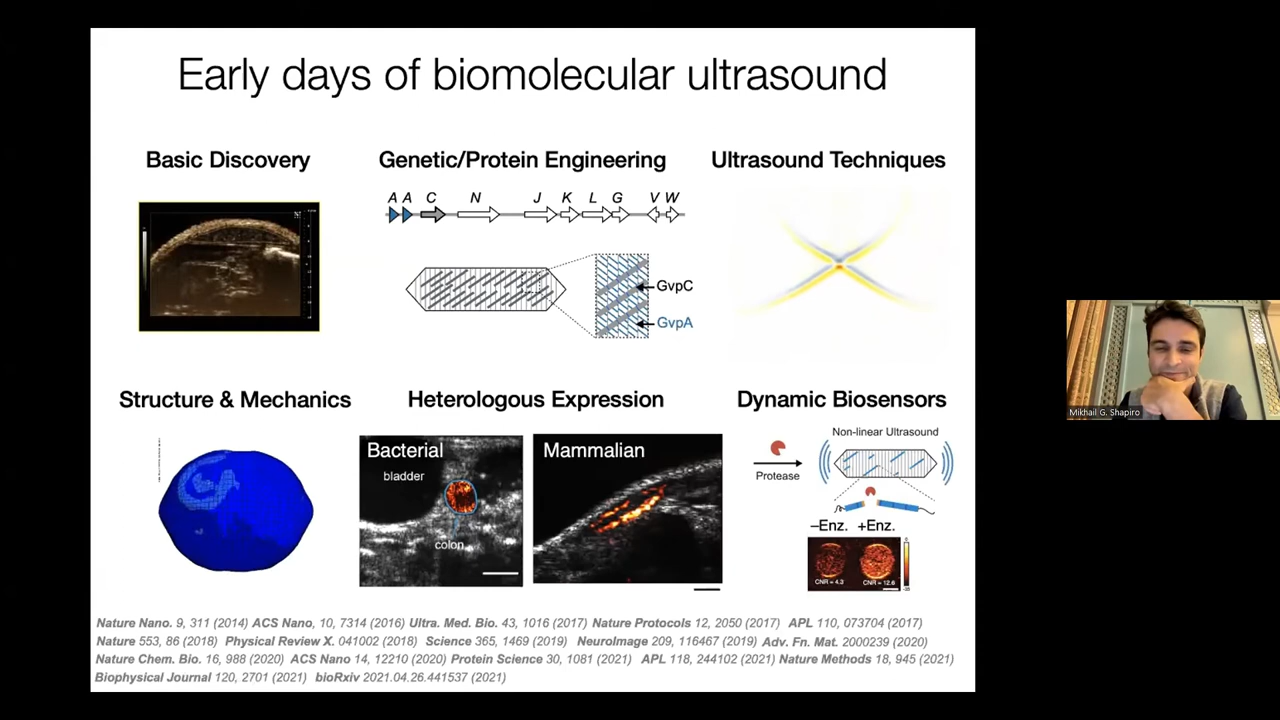 Early days of biomolecular ultrasound
Basic Discovery
Genetic/Protein Engineering
Ultrasound Techniques
A A C N J K L G V W
GvpC
GvpA
Structure & Mechanics
Heterologous Expression
Dynamic Biosensors
Bacterial
bladder
colon
Mammalian
Non-linear Ultrasound
Protease
–Enz. +Enz.
CNR = 4.3 CNR = 12.6
Nature Nano. 9, 311 (2014) ACS Nano, 10, 7314 (2016) Ultra. Med. Bio. 43, 1016 (2017) Nature Protocols 12, 2050 (2017) APL 110, 073704 (2017)
Nature 553, 86 (2018) Physical Review X. 041002 (2018) Science 365, 1469 (2019) NeuroImage 209, 116467 (2019) Adv. Fn. Mat. 2000239 (2020)
Nature Chem. Bio. 16, 988 (2020) ACS Nano 14, 12210 (2020) Protein Science 30, 1081 (2021) APL 118, 244102 (2021) Nature Methods 18, 945 (2021)
Biophysical Journal 120, 2701 (2021) bioRxiv 2021.04.26.441537 (2021)
Mikhail G. Shapiro